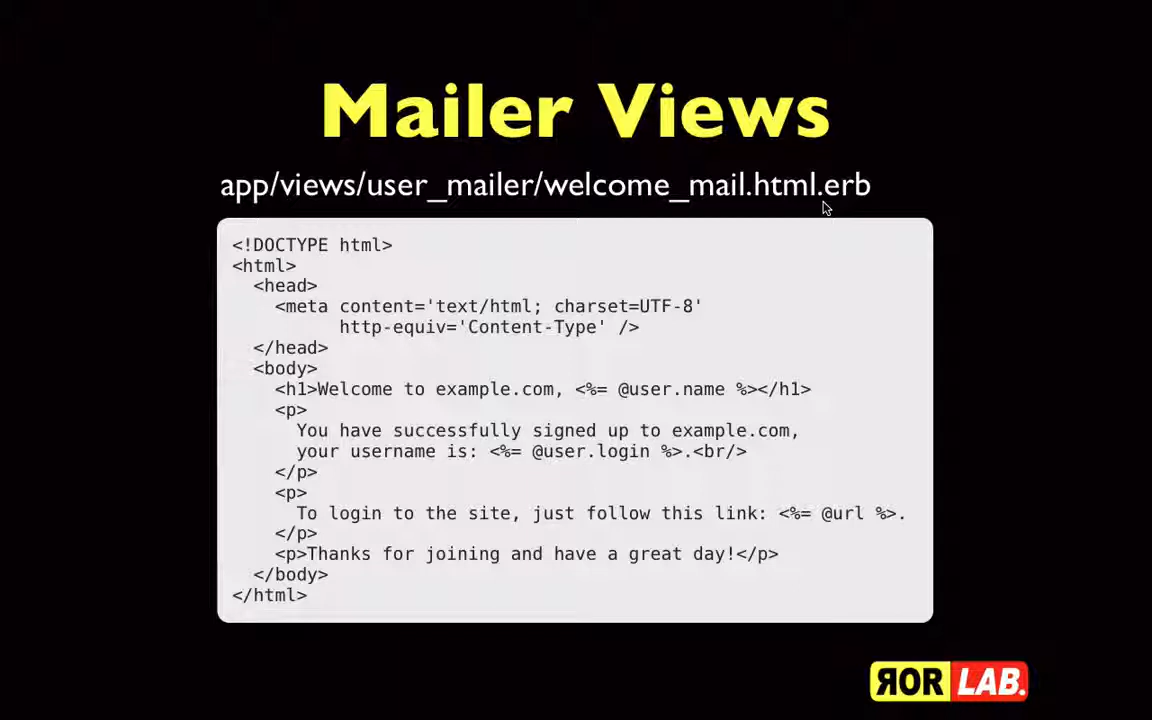 Mailer Views
app/views/user_mailer/welcome_mail.html.erb
<!DOCTYPE html>
<html>
  <head>
    <meta content='text/html; charset=UTF-8'
          http-equiv='Content-Type' />
  </head>
  <body>
    <h1>Welcome to example.com, <%= @user.name %></h1>
    <p>
      You have successfully signed up to example.com,
      your username is: <%= @user.login %>.<br/>
    </p>
    <p>
      To login to the site, just follow this link: <%= @url %>.
    </p>
    <p>Thanks for joining and have a great day!</p>
  </body>
</html>
ЯOR LAB.